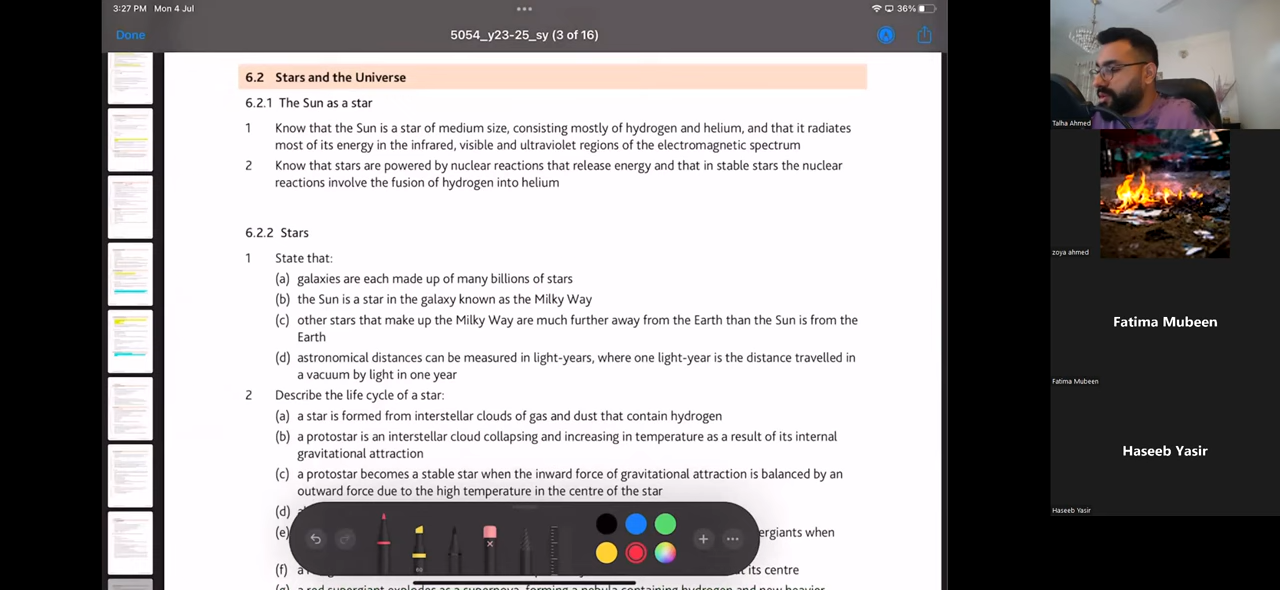 3:27 PM Mon 4 Jul
36%
Done
5054_y23-25_sy (3 of 16)
6.2 Stars and the Universe
6.2.1 The Sun as a star
1 Know that the Sun is a star of medium size, consisting mostly of hydrogen and helium, and that it radiates
most of its energy in the infrared, visible and ultraviolet regions of the electromagnetic spectrum
2 Know that stars are powered by nuclear reactions that release energy and that in stable stars the nuclear
reactions involve the fusion of hydrogen into helium
6.2.2 Stars
1 State that:
(a) galaxies are each made up of many billions of stars
(b) the Sun is a star in the galaxy known as the Milky Way
(c) other stars that make up the Milky Way are much further away from the Earth than the Sun is from the
Earth
(d) astronomical distances can be measured in light-years, where one light-year is the distance travelled in
a vacuum by light in one year
2 Describe the life cycle of a star:
(a) a star is formed from interstellar clouds of gas and dust that contain hydrogen
(b) a protostar is an interstellar cloud collapsing and increasing in temperature as a result of its internal
gravitational attraction
(c) a protostar becomes a stable star when the inward force of gravitational attraction is balanced by an
outward force due to the high temperature in the centre of the star
(d)
when
(f) a its centre
(g) a red supergiant explodes as a supernova, forming a nebula containing hydrogen and new heavier
Talha Ahmed
zoya ahmed
Fatima Mubeen
Fatima Mubeen
Haseeb Yasir
Haseeb Yasir